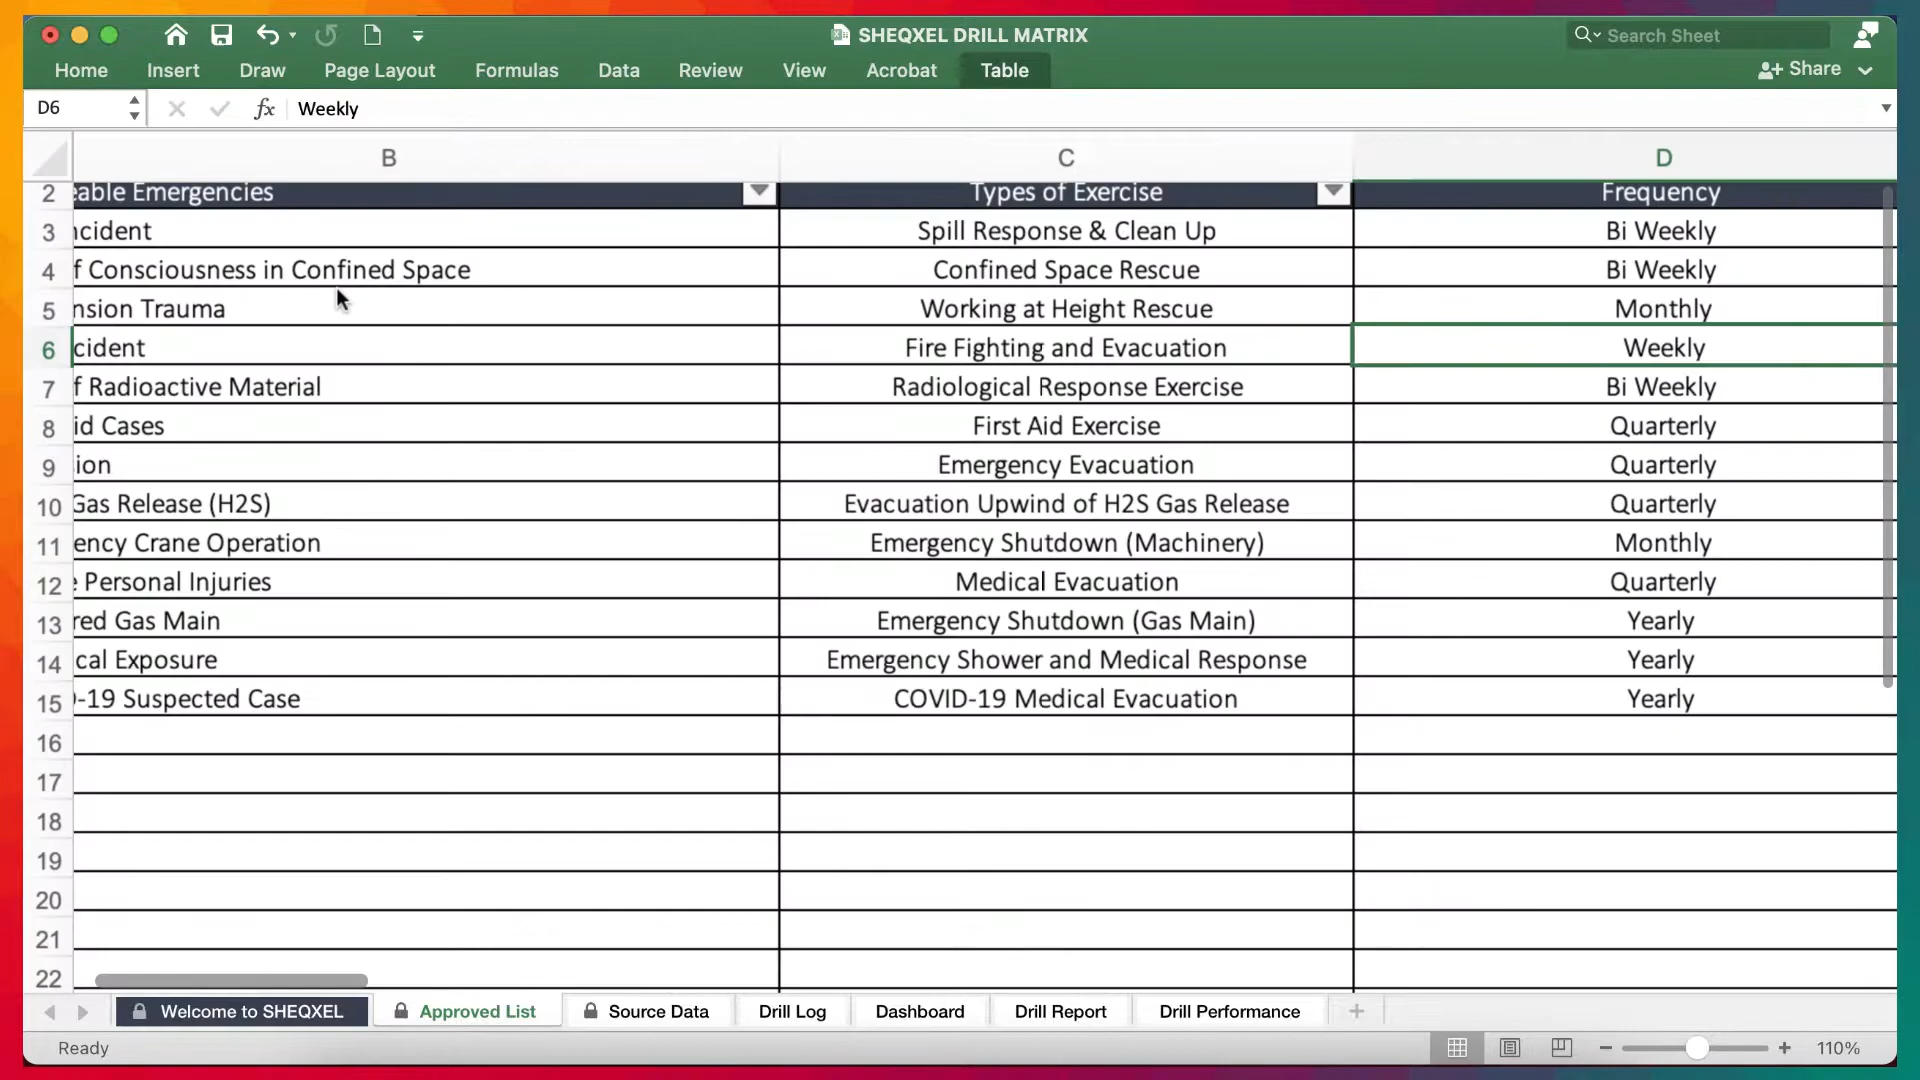 SHEQXEL DRILL MATRIX
Search Sheet
Home Insert Draw Page Layout Formulas Data Review View Acrobat Table Share
D6 fx Weekly
B C D
2 able Emergencies Types of Exercise Frequency
3 ncident Spill Response & Clean Up Bi Weekly
4 f Consciousness in Confined Space Confined Space Rescue Bi Weekly
5 nsion Trauma Working at Height Rescue Monthly
6 cident Fire Fighting and Evacuation Weekly
7 f Radioactive Material Radiological Response Exercise Bi Weekly
8 id Cases First Aid Exercise Quarterly
9 ion Emergency Evacuation Quarterly
10 Gas Release (H2S) Evacuation Upwind of H2S Gas Release Quarterly
11 ency Crane Operation Emergency Shutdown (Machinery) Monthly
12 Personal Injuries Medical Evacuation Quarterly
13 red Gas Main Emergency Shutdown (Gas Main) Yearly
14 cal Exposure Emergency Shower and Medical Response Yearly
15 -19 Suspected Case COVID-19 Medical Evacuation Yearly
16
17
18
19
20
21
22
Welcome to SHEQXEL Approved List Source Data Drill Log Dashboard Drill Report Drill Performance
Ready 110%